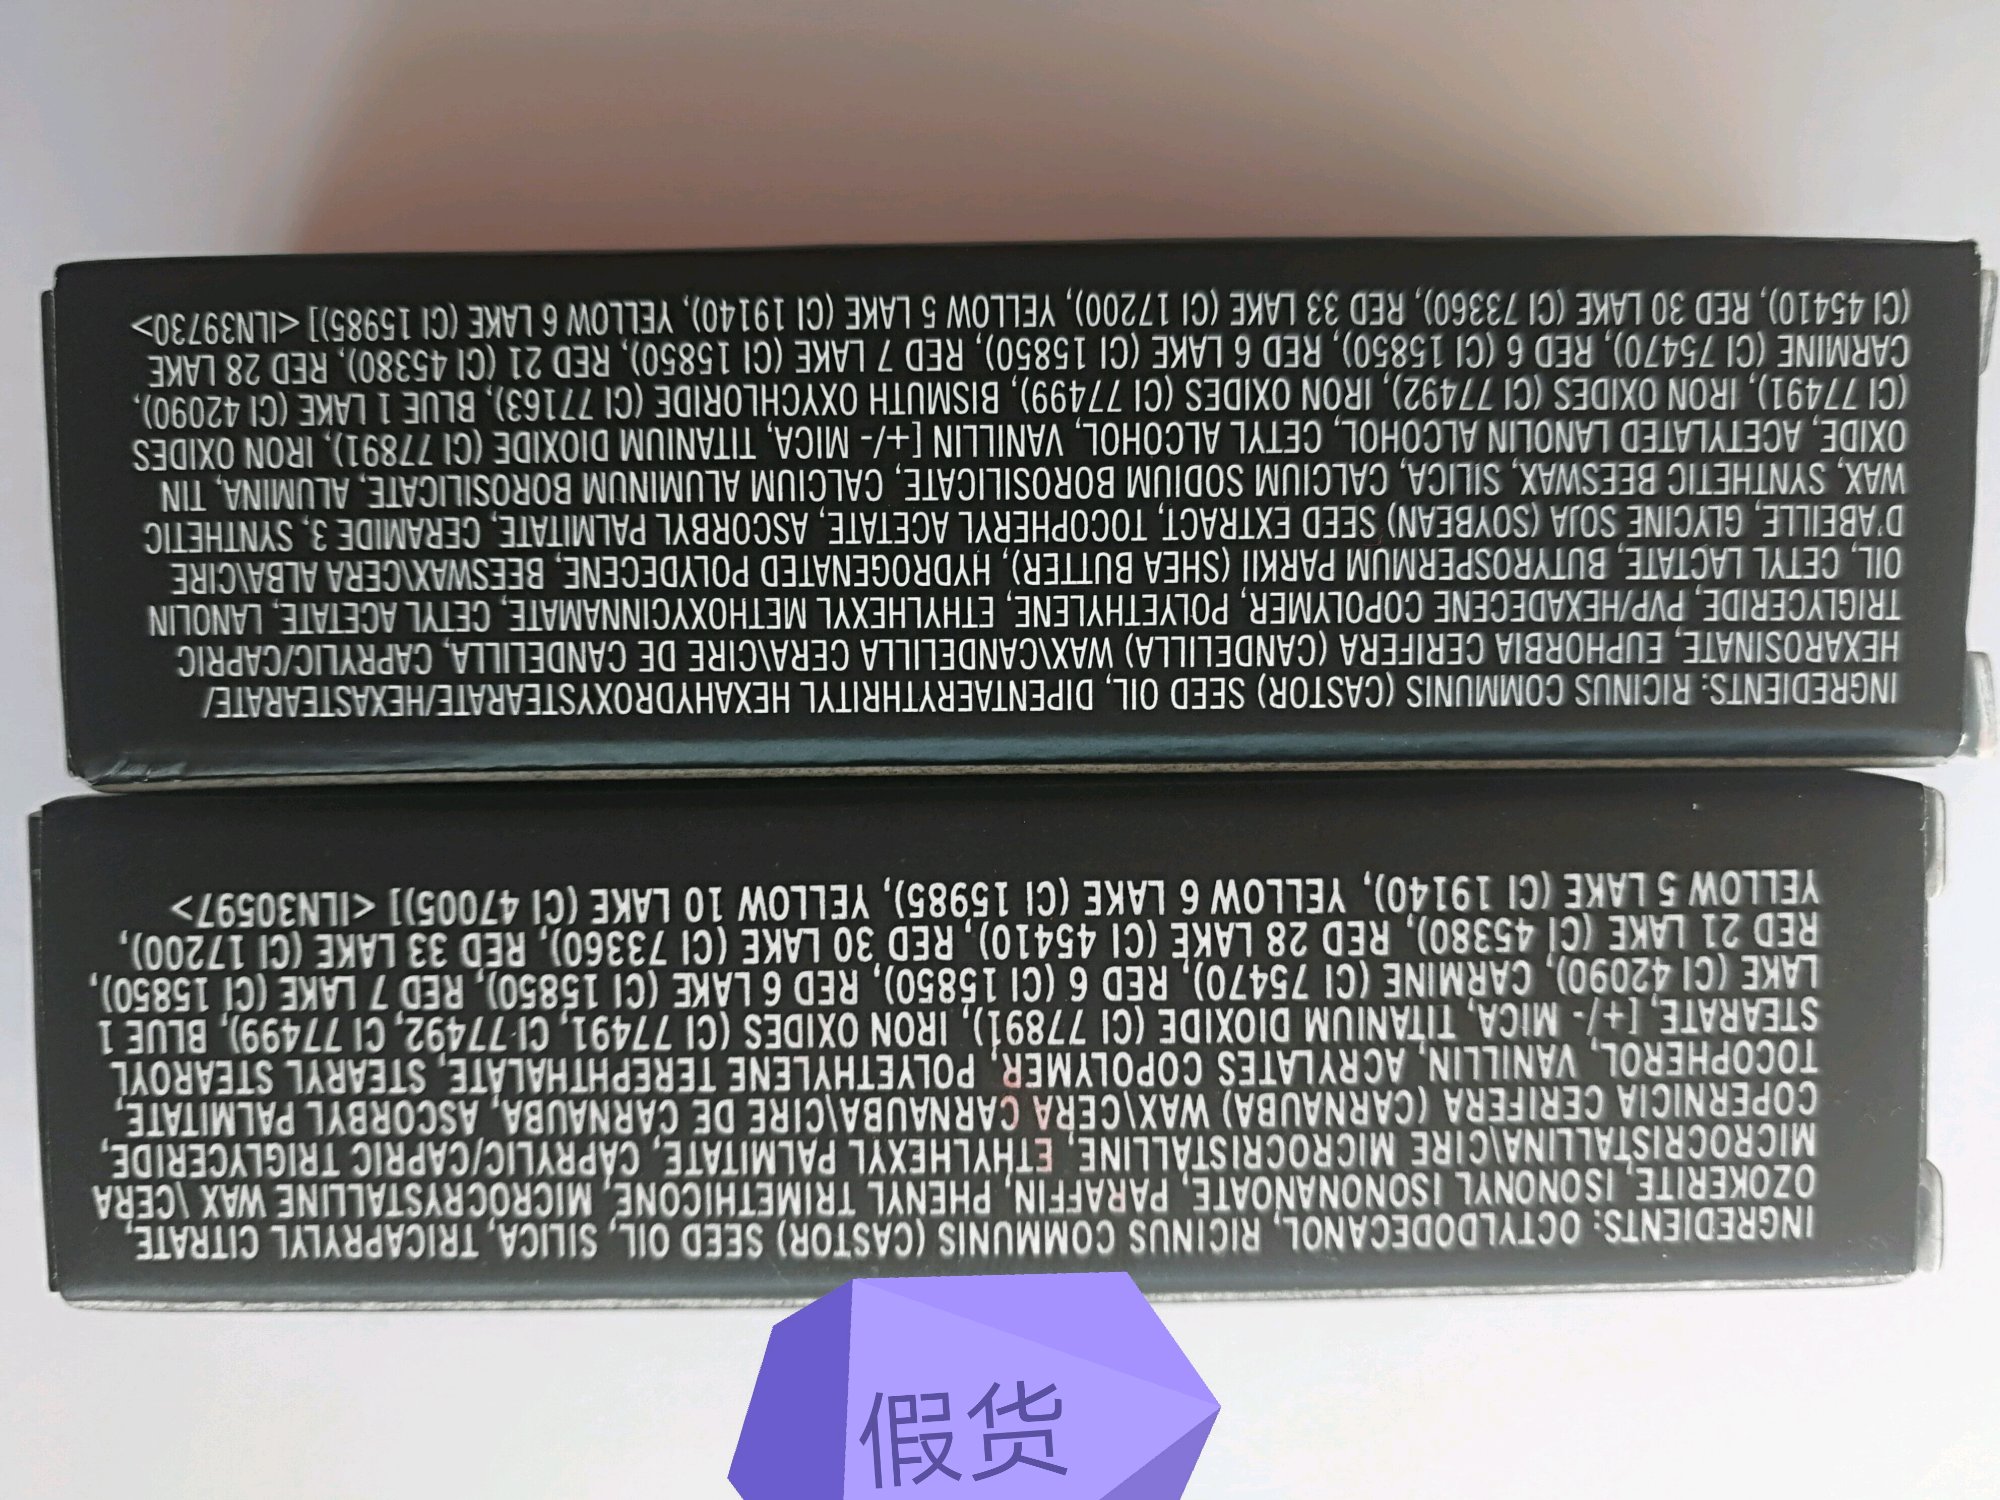 INGREDIENTS: RICINUS COMMUNIS (CASTOR) SEED OIL, DIPENTAERYTHRITYL HEXAHYDROXYSTEARATE/HEXASTEARATE/
HEXAROSINATE, EUPHORBIA CERIFERA (CANDELILLA) WAX\CANDELILLA CERA\CIRE DE CANDELILLA, CAPRYLIC/CAPRIC
TRIGLYCERIDE, PVP/HEXADECENE COPOLYMER, POLYETHYLENE, ETHYLHEXYL METHOXYCINNAMATE, CETYL ACETATE, LANOLIN
OIL, CETYL LACTATE, BUTYROSPERMUM PARKII (SHEA BUTTER), HYDROGENATED POLYDECENE, BEESWAX\CERA ALBA\CIRE
D'ABEILLE, GLYCINE SOJA (SOYBEAN) SEED EXTRACT, TOCOPHERYL ACETATE, ASCORBYL PALMITATE, CERAMIDE 3, SYNTHETIC
WAX, SYNTHETIC BEESWAX, SILICA, CALCIUM SODIUM BOROSILICATE, CALCIUM ALUMINUM BOROSILICATE, ALUMINA, TIN
OXIDE, ACETYLATED LANOLIN ALCOHOL, CETYL ALCOHOL, VANILLIN [+/- MICA, TITANIUM DIOXIDE (CI 77891), IRON OXIDES
(CI 77491), IRON OXIDES (CI 77492), IRON OXIDES (CI 77499), BISMUTH OXYCHLORIDE (CI 77163), BLUE 1 LAKE (CI 42090),
CARMINE (CI 75470), RED 6 (CI 15850), RED 6 LAKE (CI 15850), RED 7 LAKE (CI 15850), RED 21 (CI 45380), RED 28 LAKE
(CI 45410), RED 30 LAKE (CI 73360), RED 33 LAKE (CI 17200), YELLOW 5 LAKE (CI 19140), YELLOW 6 LAKE (CI 15985)] <ILN39730>
INGREDIENTS: OCTYLDODECANOL, RICINUS COMMUNIS (CASTOR) SEED OIL, SILICA, TRICAPRYLYL CITRATE,
OZOKERITE, ISONONYL ISONONANOATE, PARAFFIN, PHENYL TRIMETHICONE, MICROCRYSTALLINE WAX \CERA
MICROCRISTALLINA\CIRE MICROCRISTALLINE, ETHYLHEXYL PALMITATE, CAPRYLIC/CAPRIC TRIGLYCERIDE,
COPERNICIA CERIFERA (CARNAUBA) WAX\CERA CARNAUBA\CIRE DE CARNAUBA, ASCORBYL PALMITATE,
TOCOPHEROL, VANILLIN, ACRYLATES COPOLYMER, POLYETHYLENE TEREPHTHALATE, STEARYL STEAROYL
STEARATE, [+/- MICA, TITANIUM DIOXIDE (CI 77891), IRON OXIDES (CI 77491, CI 77492, CI 77499), BLUE 1
LAKE (CI 42090), CARMINE (CI 75470), RED 6 (CI 15850), RED 6 LAKE (CI 15850), RED 7 LAKE (CI 15850),
RED 21 LAKE (CI 45380), RED 28 LAKE (CI 45410), RED 30 LAKE (CI 73360), RED 33 LAKE (CI 17200),
YELLOW 5 LAKE (CI 19140), YELLOW 6 LAKE (CI 15985), YELLOW 10 LAKE (CI 47005)] <ILN30597>
假货